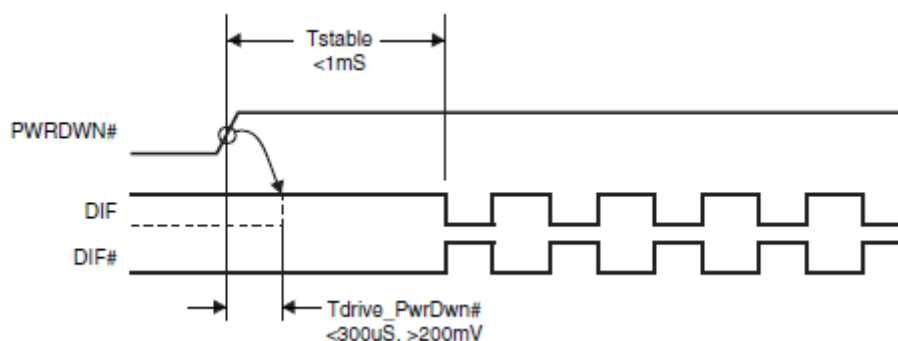 Tstable
<1mS
PWRDWN#
DIF
DIF#
Tdrive_PwrDwn#
<300uS, >200mV